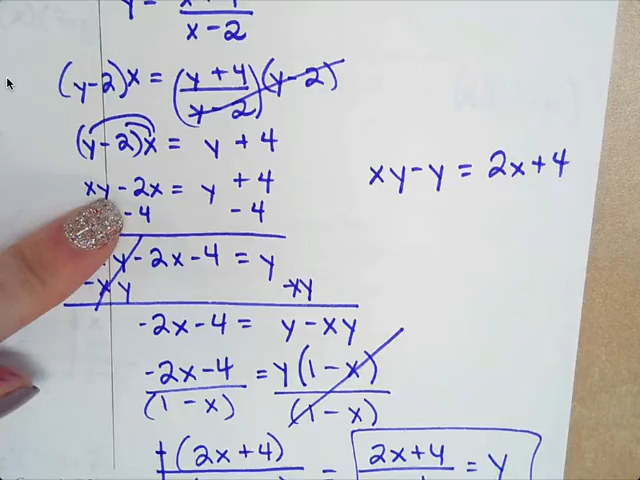 y = x - 2
(y-2)x = (y + 4 / y - 2)(y - 2)
(y - 2)x = y + 4
xy - 2x = y + 4
- 4 - 4
y - 2x - 4 = y
- xy - xy
-2x - 4 = y - xy
-2x - 4 / (1 - x) = y(1 - x) / (1 - x)
(2x + 4) = 2x + 4 = y
xy - y = 2x + 4